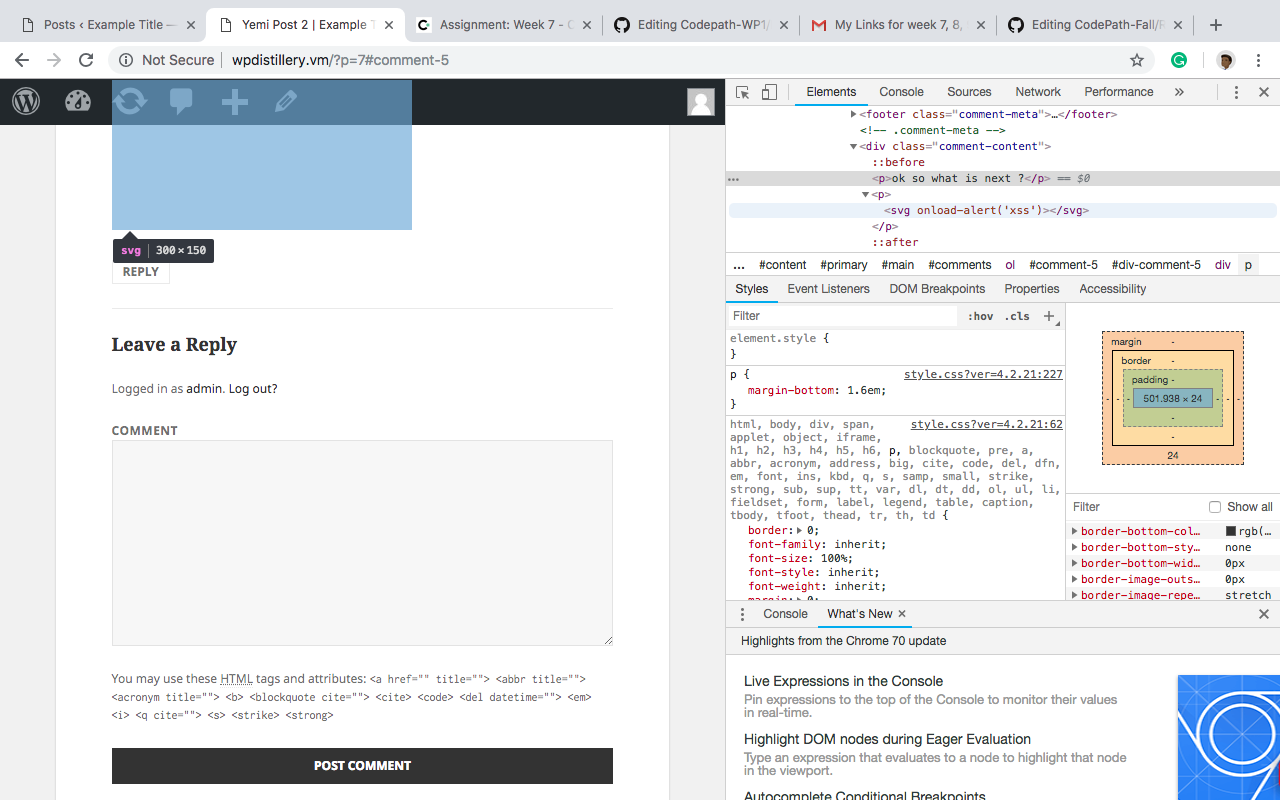 Posts ‹ Example Title —
Yemi Post 2 | Example T
Assignment: Week 7 - C
Editing Codepath-WP1/
My Links for week 7, 8,
Editing CodePath-Fall/R
Not Secure
wpdistillery.vm/?p=7#comment-5
svg 300 × 150
REPLY
Leave a Reply
Logged in as admin. Log out?
COMMENT
You may use these HTML tags and attributes: <a href="" title=""> <abbr title="">
<acronym title=""> <b> <blockquote cite=""> <cite> <code> <del datetime=""> <em>
<i> <q cite=""> <s> <strike> <strong>
POST COMMENT
Elements Console Sources Network Performance »
<footer class="comment-meta">…</footer>
<!-- .comment-meta -->
<div class="comment-content">
::before
… <p>ok so what is next ?</p> == $0
<p>
<svg onload-alert('xss')></svg>
</p>
::after
… #content #primary #main #comments ol #comment-5 #div-comment-5 div p
Styles Event Listeners DOM Breakpoints Properties Accessibility
Filter :hov .cls +
element.style {
}
p { style.css?ver=4.2.21:227
margin-bottom: 1.6em;
}
html, body, div, span, style.css?ver=4.2.21:62
applet, object, iframe,
h1, h2, h3, h4, h5, h6, p, blockquote, pre, a,
abbr, acronym, address, big, cite, code, del, dfn,
em, font, ins, kbd, q, s, samp, small, strike,
strong, sub, sup, tt, var, dl, dt, dd, ol, ul, li,
fieldset, form, label, legend, table, caption,
tbody, tfoot, thead, tr, th, td {
border: 0;
font-family: inherit;
font-size: 100%;
font-style: inherit;
font-weight: inherit;
margin: 0;
margin -
border -
padding -
- - - 501.938 × 24 - - -
-
-
24
Filter Show all
border-bottom-col… rgb(…
border-bottom-sty… none
border-bottom-wid… 0px
border-image-outs… 0px
border-image-repe… stretch
Console What's New
Highlights from the Chrome 70 update
Live Expressions in the Console
Pin expressions to the top of the Console to monitor their values
in real-time.
Highlight DOM nodes during Eager Evaluation
Type an expression that evaluates to a node to highlight that node
in the viewport.
Autocomplete Conditional Breakpoints